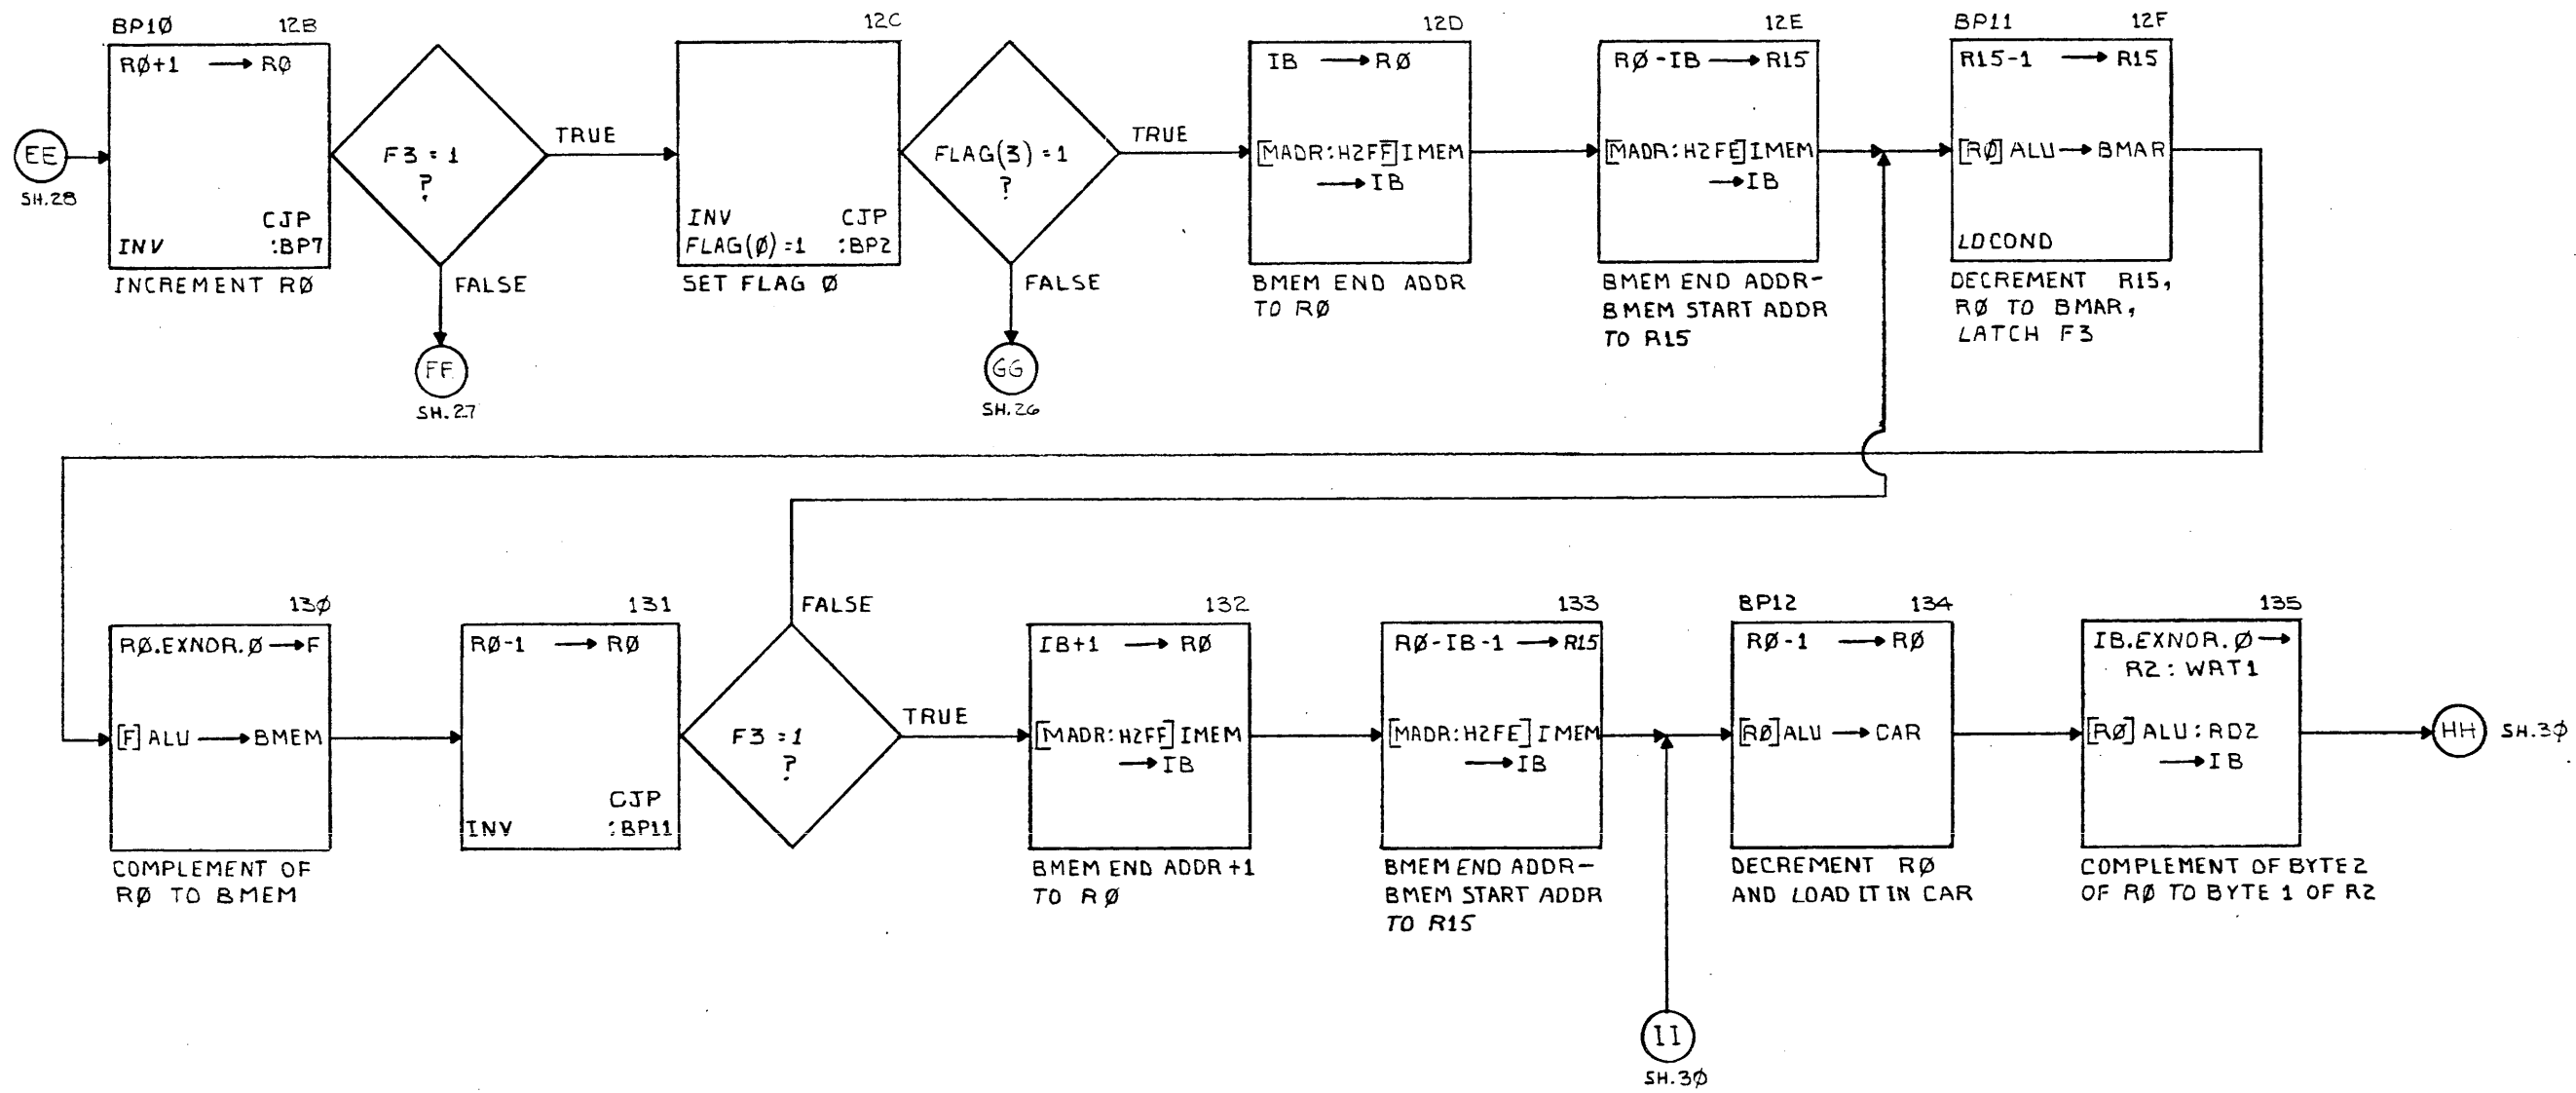 BP1Ø 12B
RØ+1 → RØ
INV
CJP
:BP7
INCREMENT RØ
EE
SH.28
F3 = 1
?
TRUE
FALSE
FF
SH.27
12C
INV CJP
FLAG(Ø)=1 :BP2
SET FLAG Ø
FLAG(3) = 1
?
TRUE
FALSE
GG
SH.26
12D
IB → RØ
[MADR:H2FF]IMEM
→ IB
BMEM END ADDR
TO RØ
12E
RØ-IB → R15
[MADR:H2FE]IMEM
→ IB
BMEM END ADDR-
BMEM START ADDR
TO R15
BP11 12F
R15-1 → R15
[RØ] ALU → BMAR
LDCOND
DECREMENT R15,
RØ TO BMAR,
LATCH F3
13Ø
RØ.EXNOR.Ø → F
[F] ALU → BMEM
COMPLEMENT OF
RØ TO BMEM
131
RØ-1 → RØ
CJP
INV :BP11
FALSE
F3 = 1
?
TRUE
132
IB+1 → RØ
[MADR:H2FF] IMEM
→ IB
BMEM END ADDR+1
TO RØ
133
RØ-IB-1 → R15
[MADR:H2FE] IMEM
→ IB
BMEM END ADDR-
BMEM START ADDR
TO R15
BP12 134
RØ-1 → RØ
[RØ] ALU → CAR
DECREMENT RØ
AND LOAD IT IN CAR
135
IB.EXNOR.Ø →
R2: WRT1
[RØ] ALU:RD2
→ IB
COMPLEMENT OF BYTE2
OF RØ TO BYTE 1 OF R2
HH SH.3Ø
II
SH.3Ø